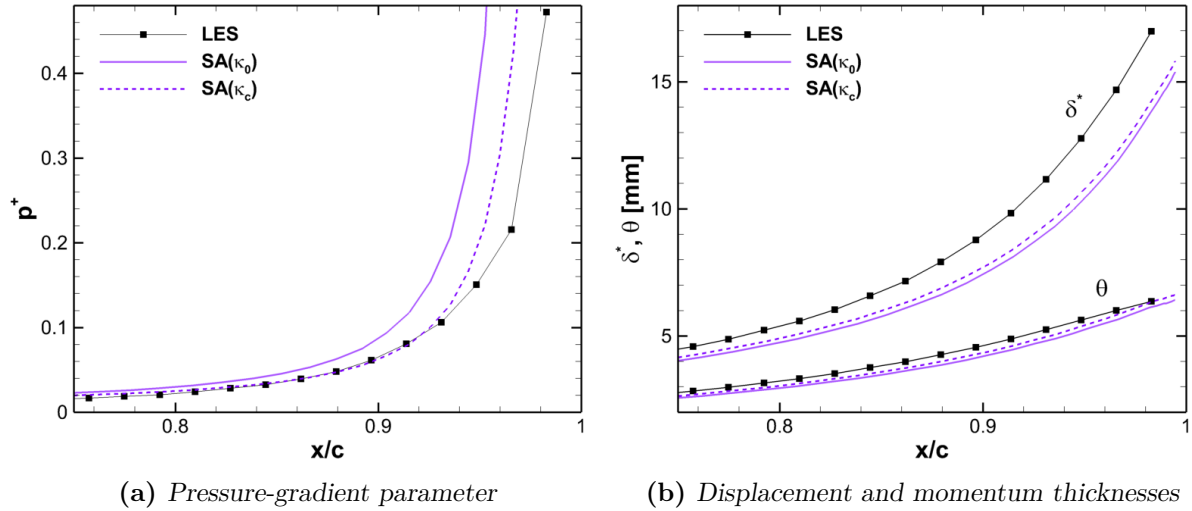 LES
SA(κ₀)
SA(κc)
0.4
0.3
0.2
0.1
0
p⁺
0.8
0.9
1
x/c
(a) Pressure-gradient parameter
LES
SA(κ₀)
SA(κc)
δ*
θ
15
10
5
δ*, θ [mm]
0.8
0.9
1
x/c
(b) Displacement and momentum thicknesses